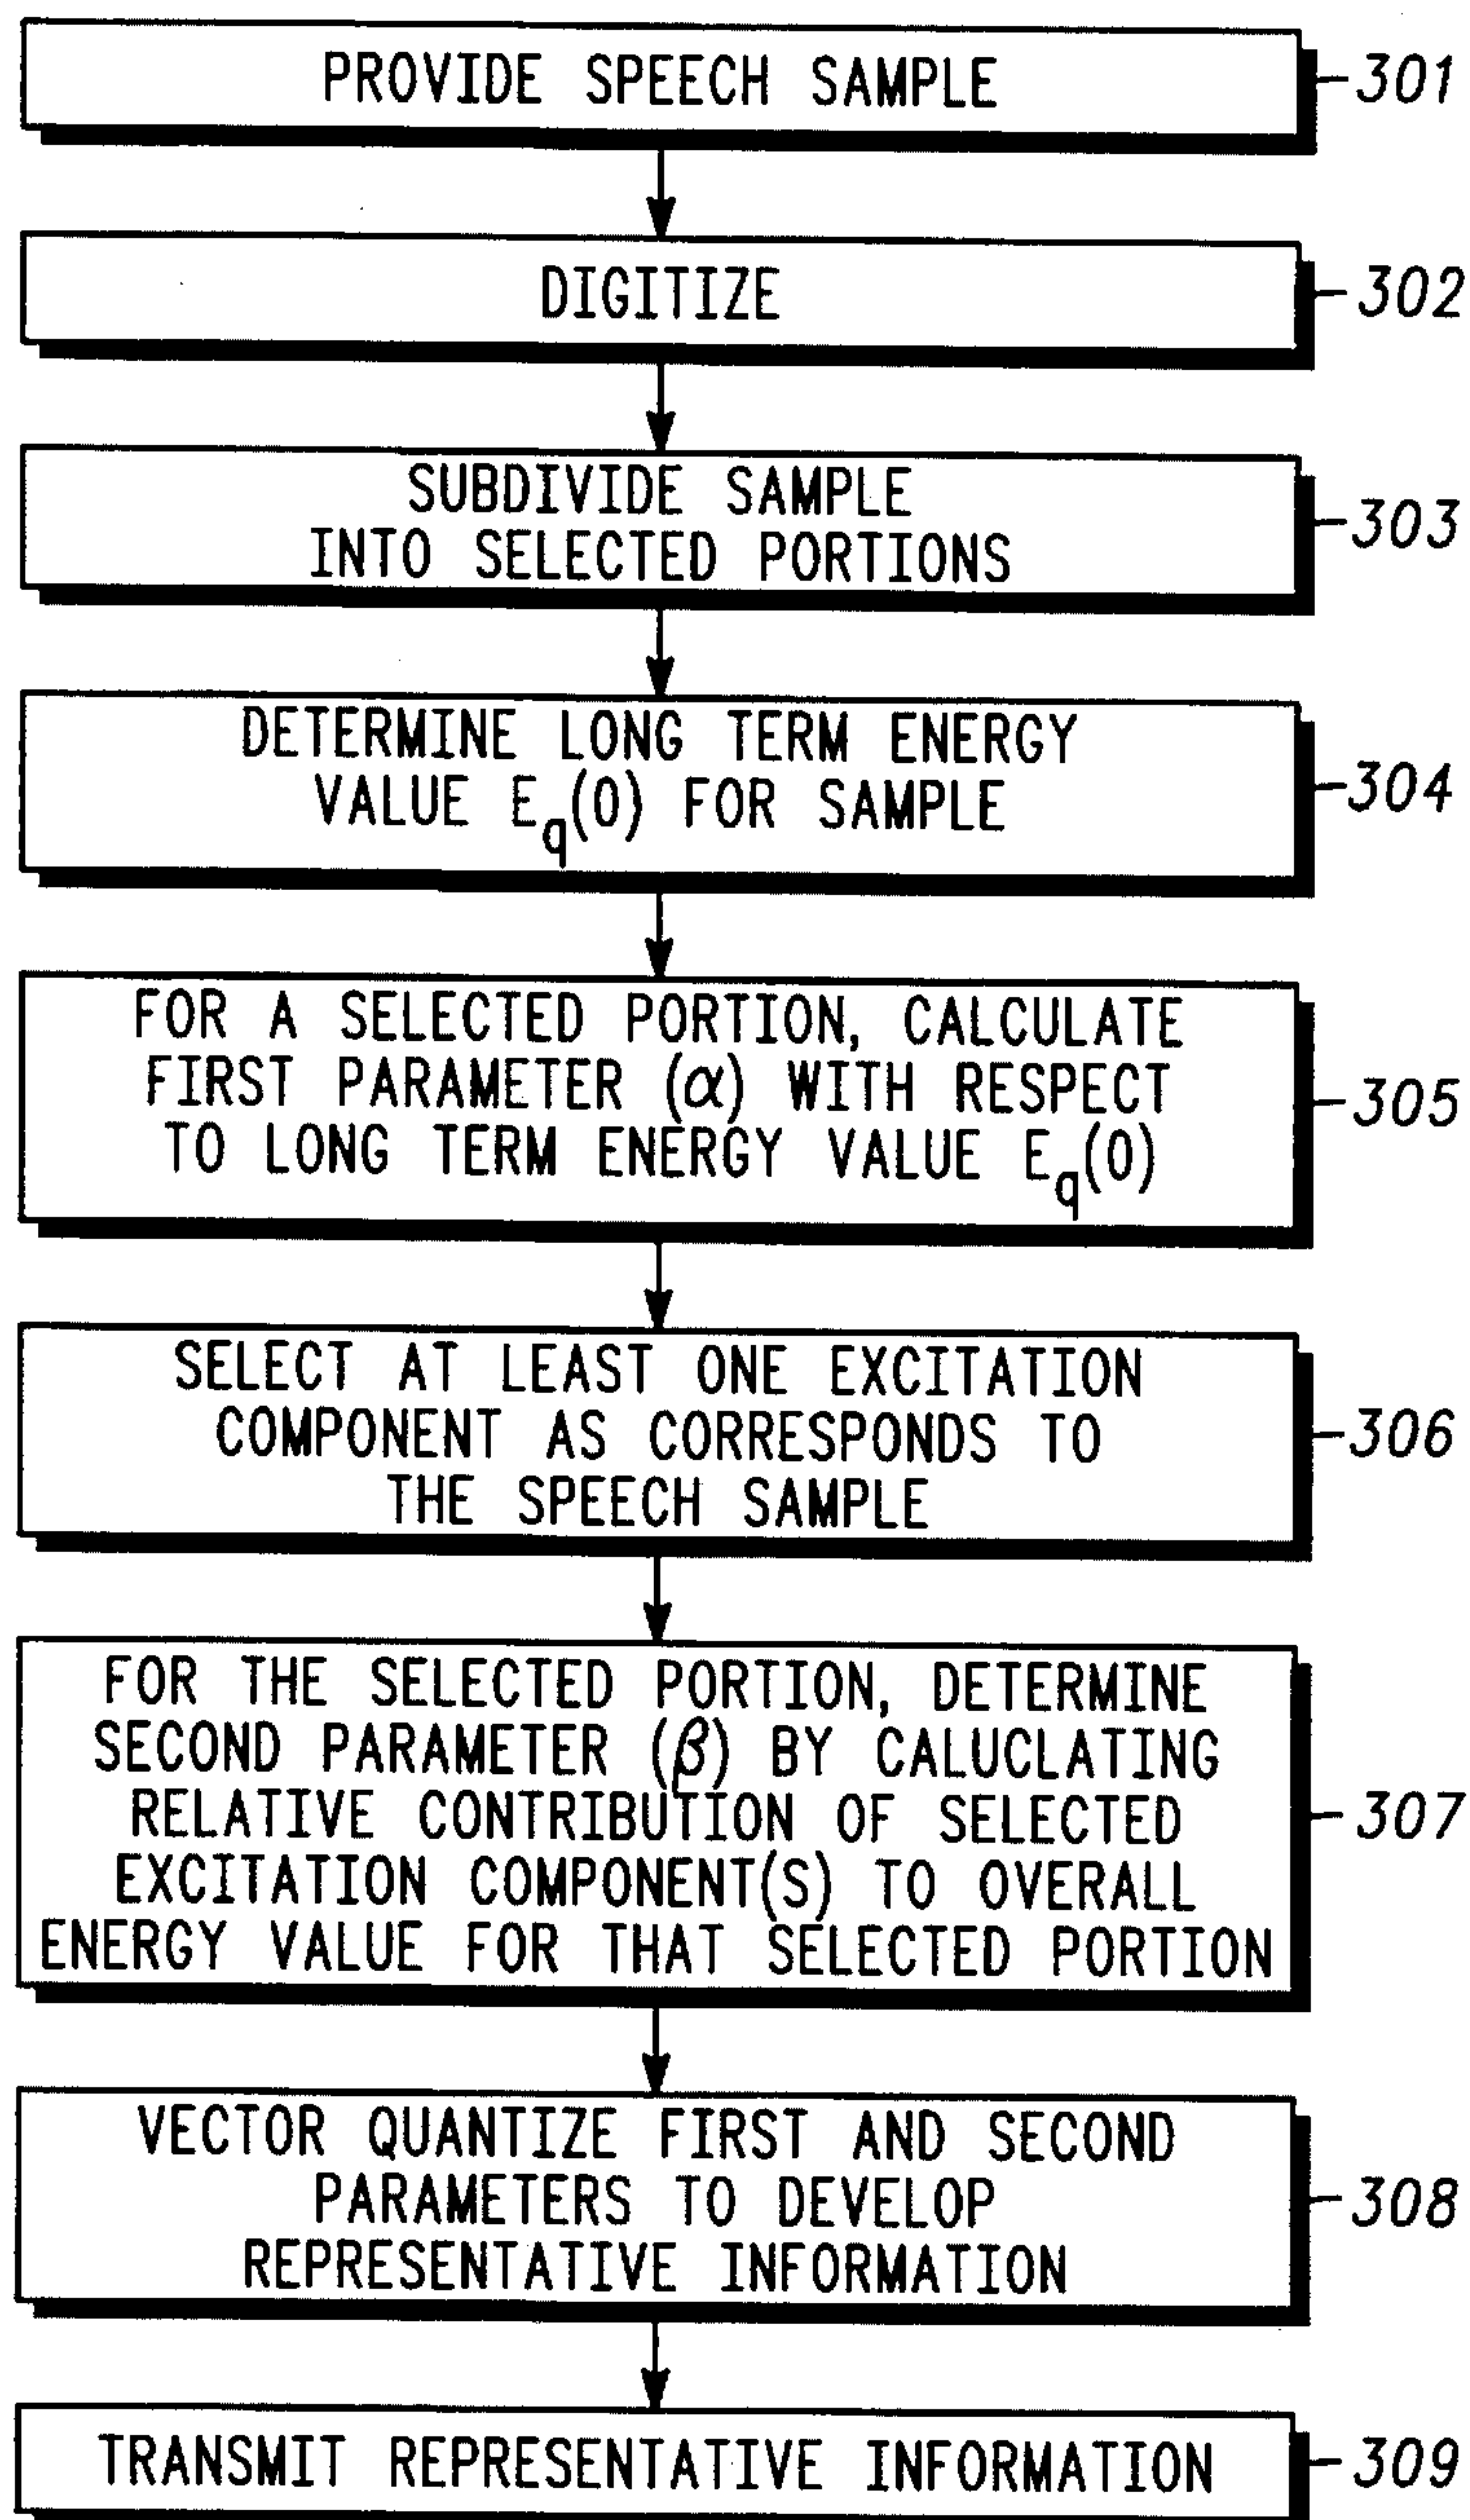 PROVIDE SPEECH SAMPLE
301
DIGITIZE
302
SUBDIVIDE SAMPLE
INTO SELECTED PORTIONS
303
DETERMINE LONG TERM ENERGY
VALUE Eq(0) FOR SAMPLE
304
FOR A SELECTED PORTION, CALCULATE
FIRST PARAMETER (α) WITH RESPECT
TO LONG TERM ENERGY VALUE Eq(0)
305
SELECT AT LEAST ONE EXCITATION
COMPONENT AS CORRESPONDS TO
THE SPEECH SAMPLE
306
FOR THE SELECTED PORTION, DETERMINE
SECOND PARAMETER (β) BY CALUCLATING
RELATIVE CONTRIBUTION OF SELECTED
EXCITATION COMPONENT(S) TO OVERALL
ENERGY VALUE FOR THAT SELECTED PORTION
307
VECTOR QUANTIZE FIRST AND SECOND
PARAMETERS TO DEVELOP
REPRESENTATIVE INFORMATION
308
TRANSMIT REPRESENTATIVE INFORMATION
309